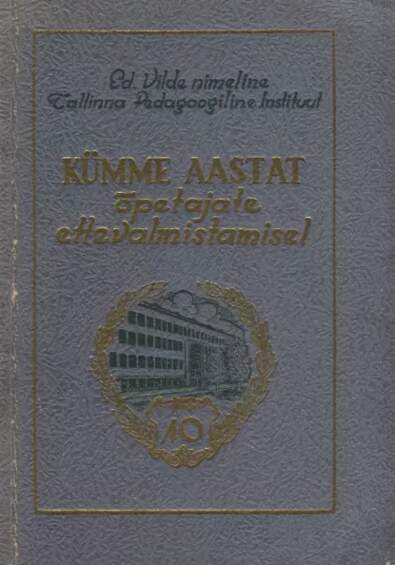 Ed. Vilde nimeline
Tallinna Pedagoogiline Instituut
KÜMME AASTAT
õpetajate
ettevalmistamisel
10